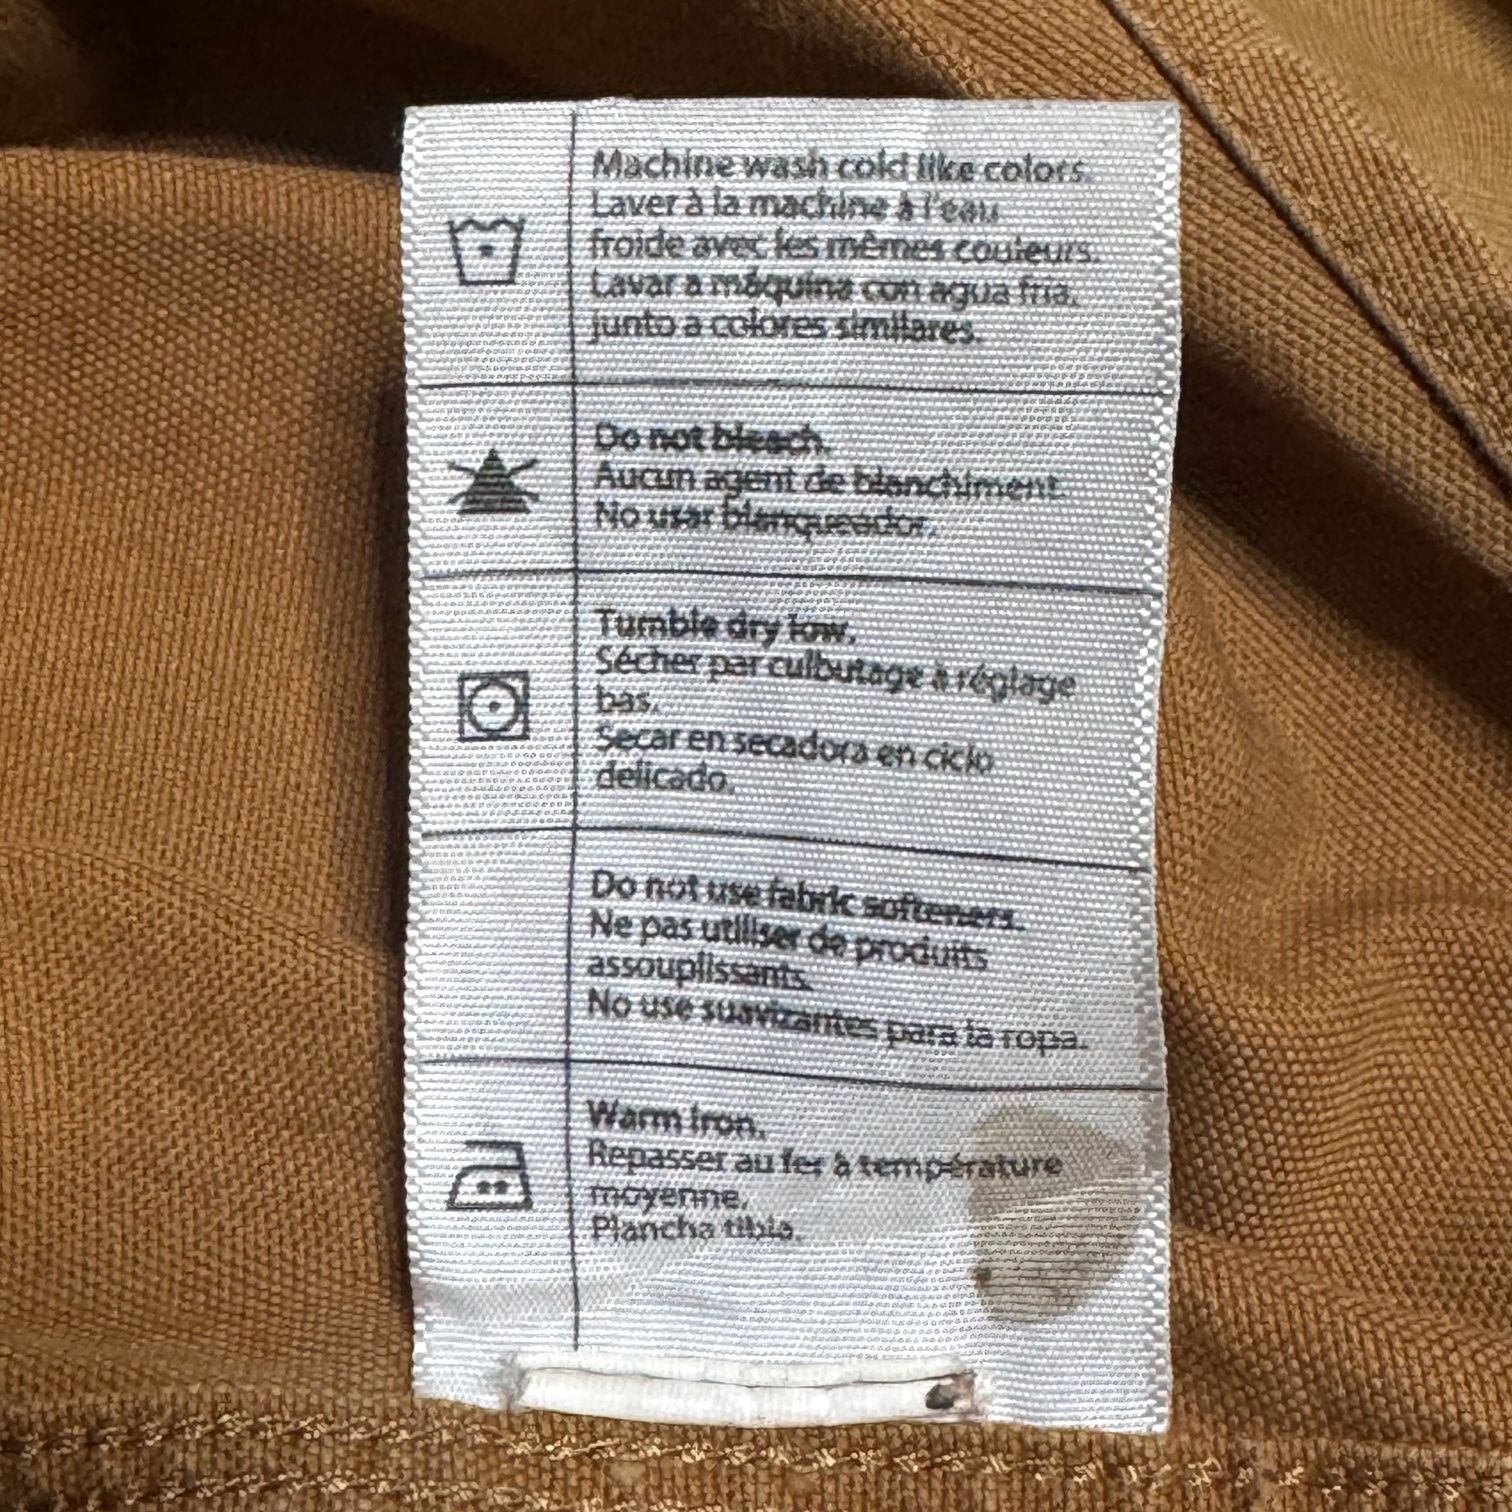 Machine wash cold like colors.
Laver à la machine à l'eau
froide avec les mêmes couleurs.
Lavar a máquina con agua fria,
junto a colores similares.
Do not bleach.
Aucun agent de blanchiment.
No usar blanqueador.
Tumble dry low.
Sécher par culbutage à réglage
bas.
Secar en secadora en ciclo
delicado.
Do not use fabric softeners.
Ne pas utiliser de produits
assouplissants.
No use suavizantes para la ropa.
Warm iron.
Repasser au fer à température
moyenne.
Plancha tibia.